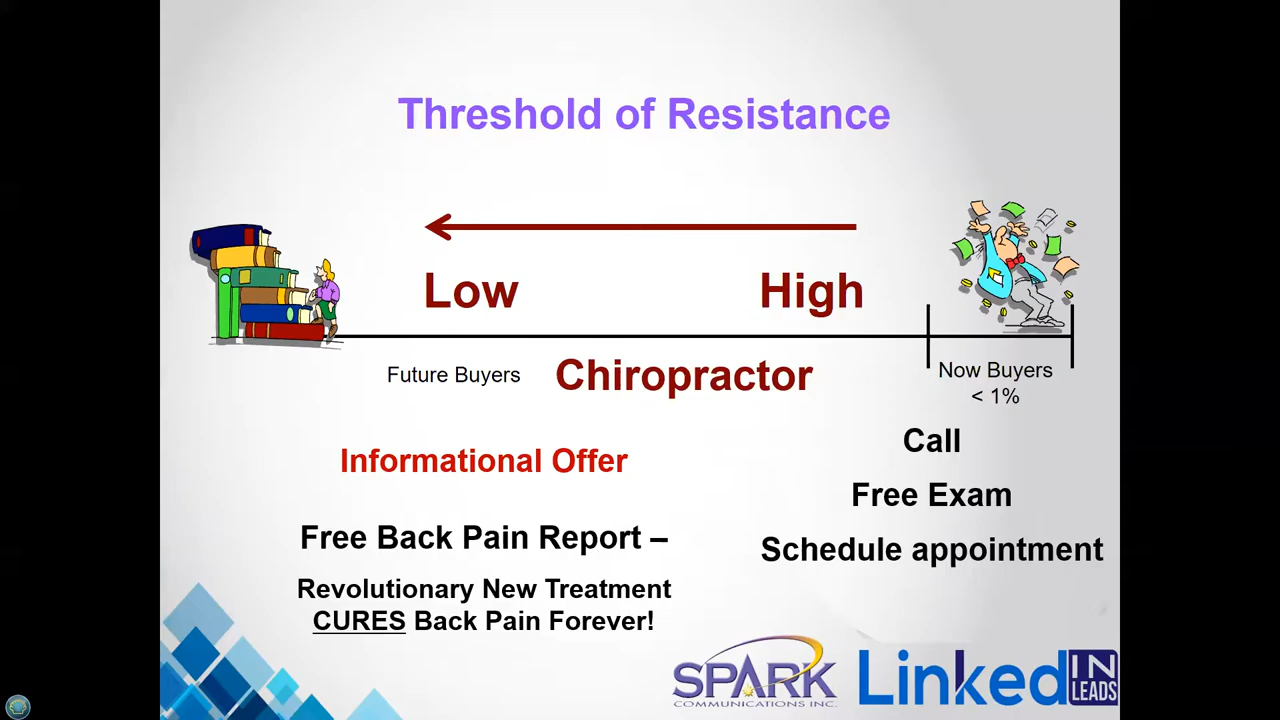 Threshold of Resistance
Low
High
Future Buyers
Chiropractor
Now Buyers
< 1%
Informational Offer
Free Back Pain Report –
Revolutionary New Treatment
CURES Back Pain Forever!
Call
Free Exam
Schedule appointment
SPARK
COMMUNICATIONS INC.
Linked IN
LEADS